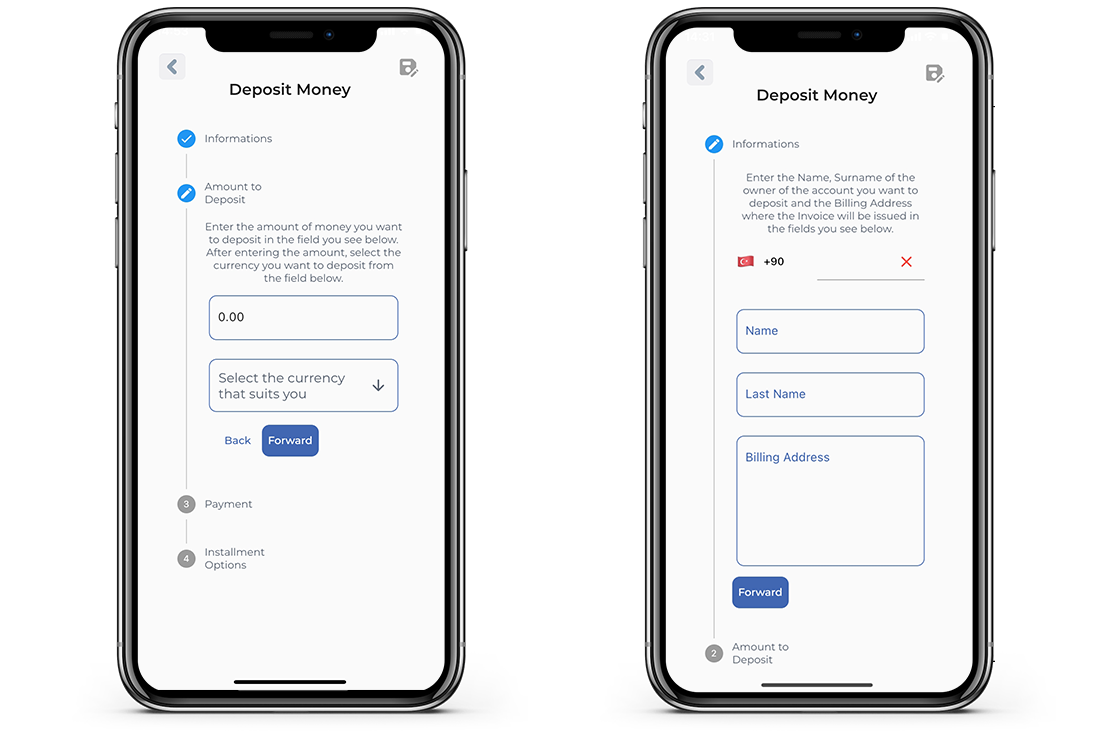 Deposit Money
Informations
Amount to
Deposit
Enter the amount of money you want
to deposit in the field you see below.
After entering the amount, select the
currency you want to deposit from
the field below.
0.00
Select the currency
that suits you
Back Forward
3 Payment
4 Installment
Options
Deposit Money
Informations
Enter the Name, Surname of the
owner of the account you want to
deposit and the Billing Address
where the Invoice will be issued in
the fields you see below.
+90
Name
Last Name
Billing Address
Forward
2 Amount to
Deposit